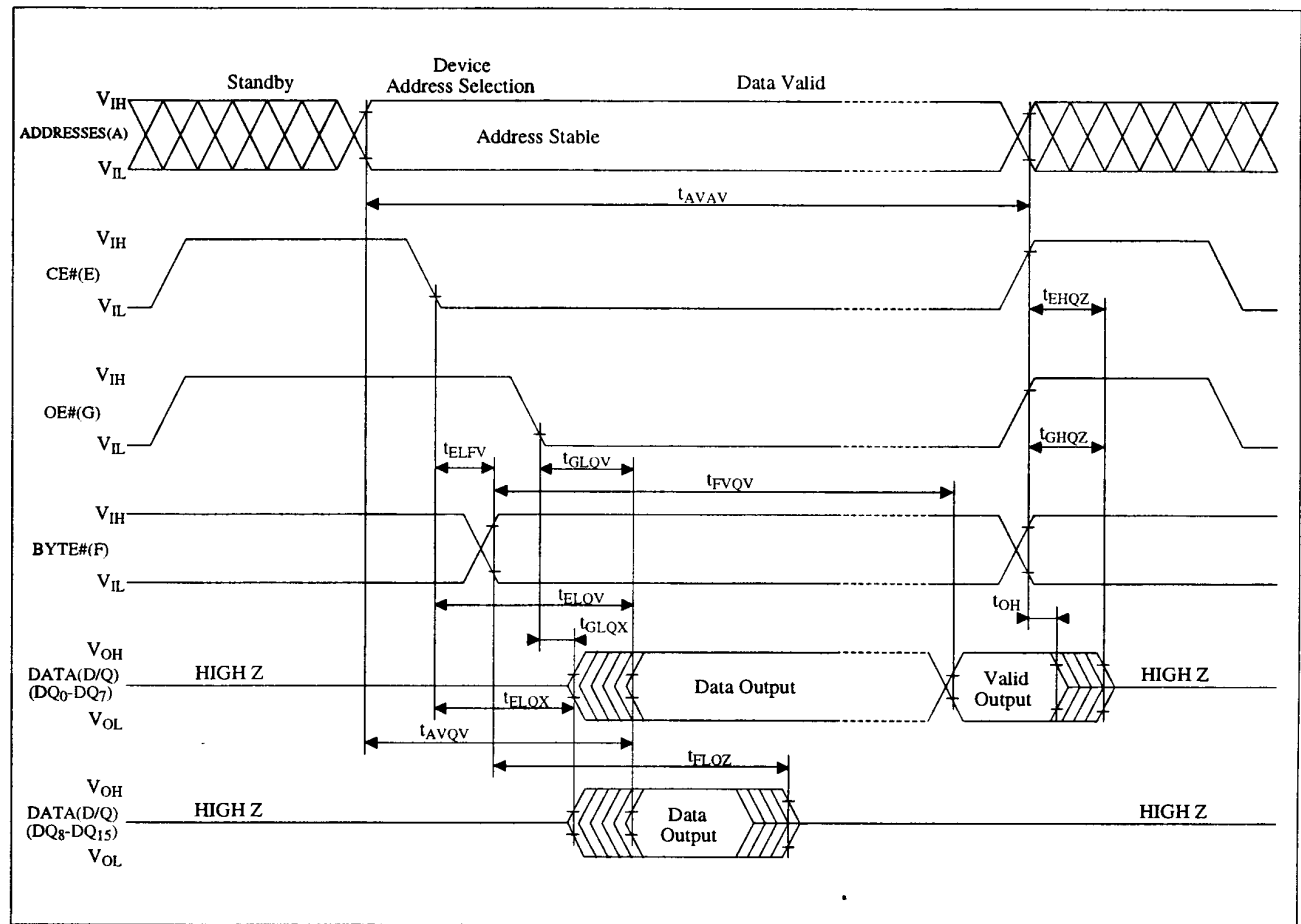 Standby
Device
Address Selection
Data Valid
VIH
ADDRESSES(A)
VIL
Address Stable
tAVAV
VIH
CE#(E)
VIL
tEHQZ
VIH
OE#(G)
VIL
tGHQZ
tELFV
tGLQV
tFVQV
VIH
BYTE#(F)
VIL
tELQV
tOH
tGLQX
VOH
DATA(D/Q)
(DQ0-DQ7)
VOL
HIGH Z
Data Output
Valid
Output
HIGH Z
tELQX
tAVQV
tFLQZ
VOH
DATA(D/Q)
(DQ8-DQ15)
VOL
HIGH Z
Data
Output
HIGH Z